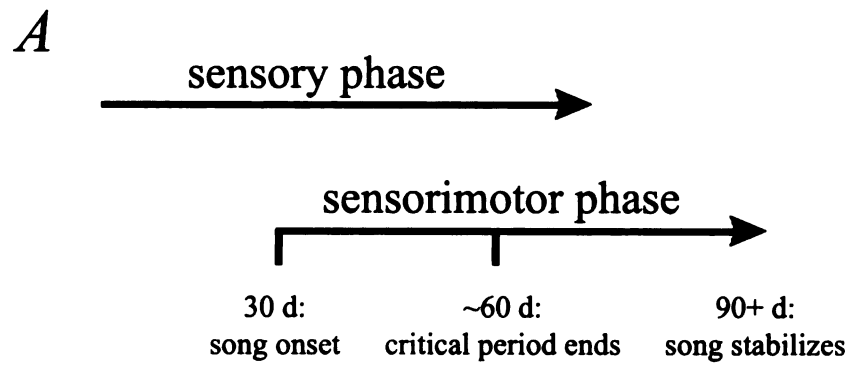 A
sensory phase
sensorimotor phase
30 d: ~60 d: 90+ d:
song onset critical period ends song stabilizes